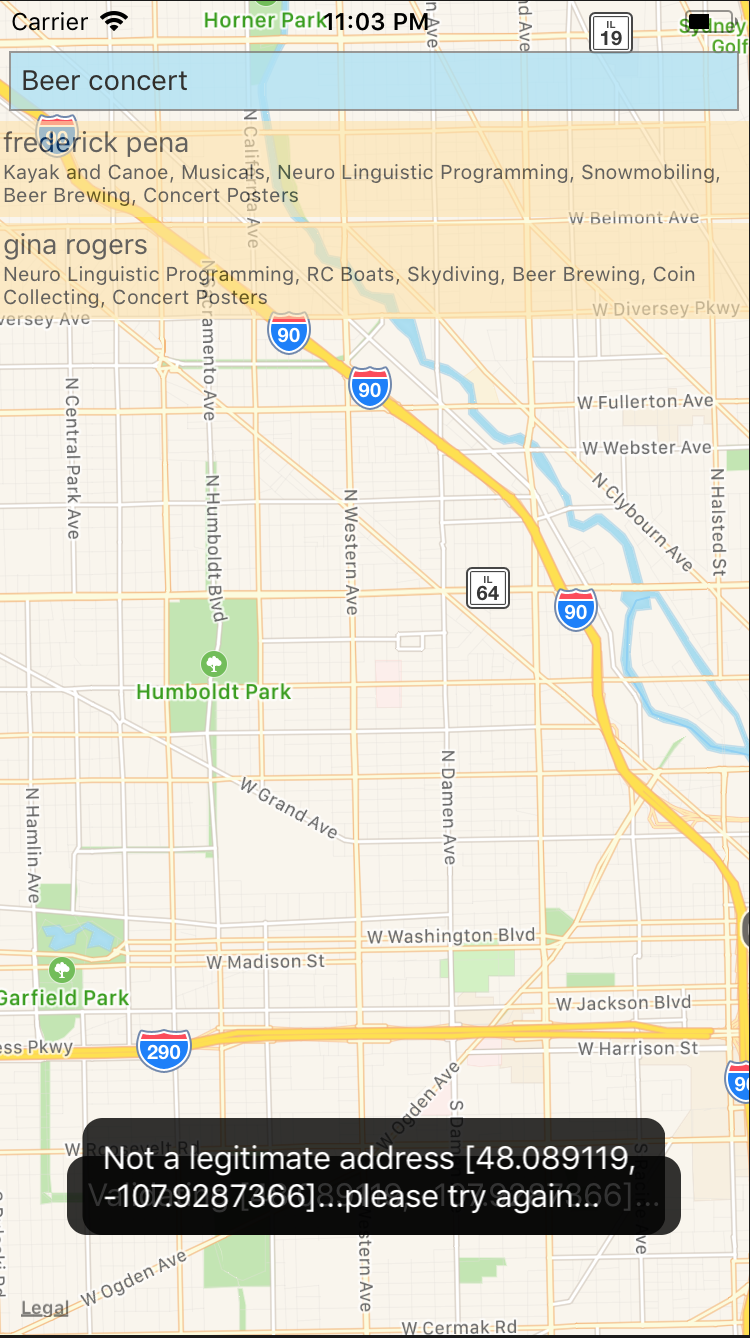 Carrier
Horner Park
11:03 PM
IL
19
Beer concert
frederick pena
Kayak and Canoe, Musicals, Neuro Linguistic Programming, Snowmobiling,
Beer Brewing, Concert Posters
W Belmont Ave
gina rogers
Neuro Linguistic Programming, RC Boats, Skydiving, Beer Brewing, Coin
Collecting, Concert Posters
W Diversey Pkwy
versey Ave
90
90
N Central Park Ave
W Fullerton Ave
W Webster Ave
N Clybourn Ave
N Halsted St
N Humboldt Blvd
N Western Ave
IL
64
90
Humboldt Park
N Damen Ave
W Grand Ave
N Hamlin Ave
W Washington Blvd
W Madison St
Garfield Park
W Jackson Blvd
ess Pkwy
290
W Harrison St
W Ogden Ave
Not a legitimate address [48.089119,
-107.9287366]...please try again...
W Ogden Ave
Legal
W Cermak Rd